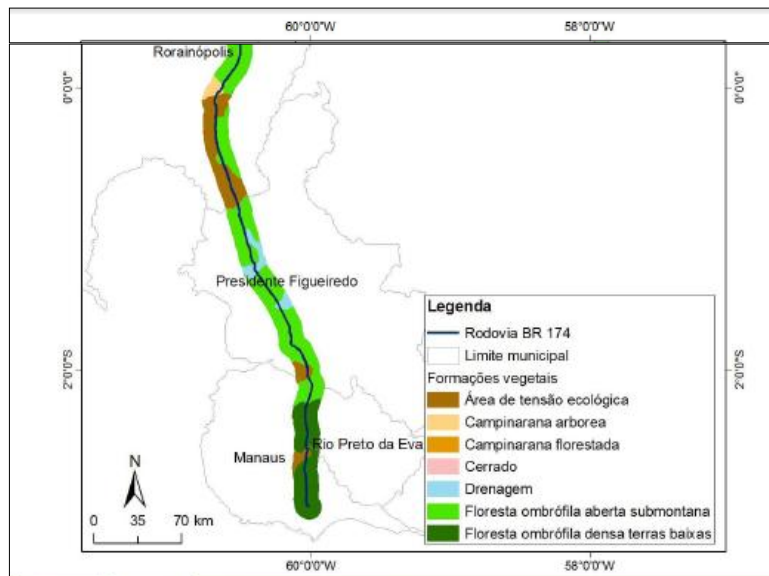 60°0'0"W
58°0'0"W
Rorainópolis
0°0'0"
0°0'0"
Presidente Figueiredo
Legenda
Rodovia BR 174
Limite municipal
Formações vegetais
Área de tensão ecológica
Campinarana arborea
Campinarana florestada
Cerrado
Drenagem
Floresta ombrófila aberta submontana
Floresta ombrófila densa terras baixas
2°0'0"S
2°0'0"S
Rio Preto da Eva
Manaus
N
0 35 70 km
60°0'0"W
58°0'0"W